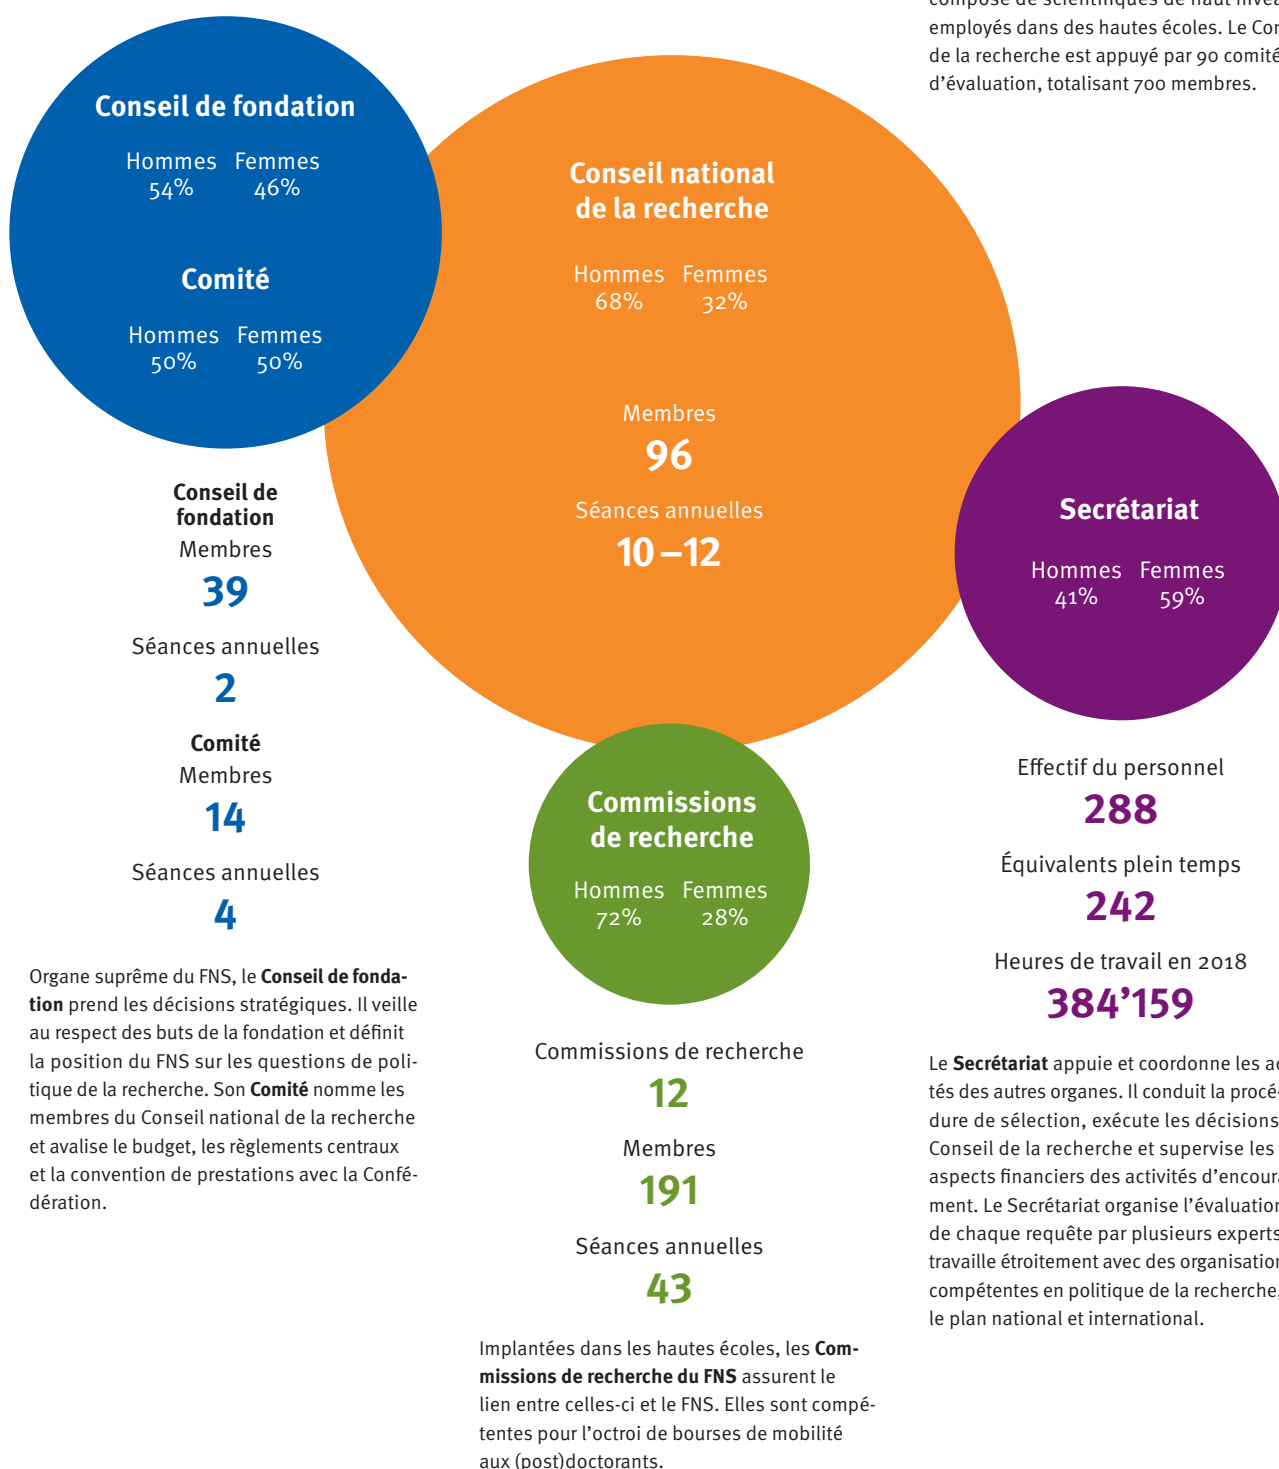 composé de scientifiques de haut
employés dans des hautes écoles. Le
de la recherche est appuyé par 90
d’évaluation, totalisant 700 membres.
Conseil de fondation
Hommes Femmes
54% 46%
Comité
Hommes Femmes
50% 50%
Conseil national
de la recherche
Hommes Femmes
68% 32%
Membres
96
Séances annuelles
10–12
Secrétariat
Hommes Femmes
41% 59%
Conseil de
fondation
Membres
39
Séances annuelles
2
Comité
Membres
14
Séances annuelles
4
Organe suprême du FNS, le Conseil de fonda-
tion prend les décisions stratégiques. Il veille
au respect des buts de la fondation et définit
la position du FNS sur les questions de poli-
tique de la recherche. Son Comité nomme les
membres du Conseil national de la recherche
et avalise le budget, les règlements centraux
et la convention de prestations avec la Confé-
dération.
Commissions
de recherche
Hommes Femmes
72% 28%
Commissions de recherche
12
Membres
191
Séances annuelles
43
Implantées dans les hautes écoles, les Com-
missions de recherche du FNS assurent le
lien entre celles-ci et le FNS. Elles sont compé-
tentes pour l’octroi de bourses de mobilité
aux (post)doctorants.
Effectif du personnel
288
Équivalents plein temps
242
Heures de travail en 2018
384’159
Le Secrétariat appuie et coordonne les
tés des autres organes. Il conduit la procé-
dure de sélection, exécute les décisions
Conseil de la recherche et supervise les
aspects financiers des activités
ment. Le Secrétariat organise l’évaluation
de chaque requête par plusieurs experts
travaille étroitement avec des
compétentes en politique de la recherche,
le plan national et international.